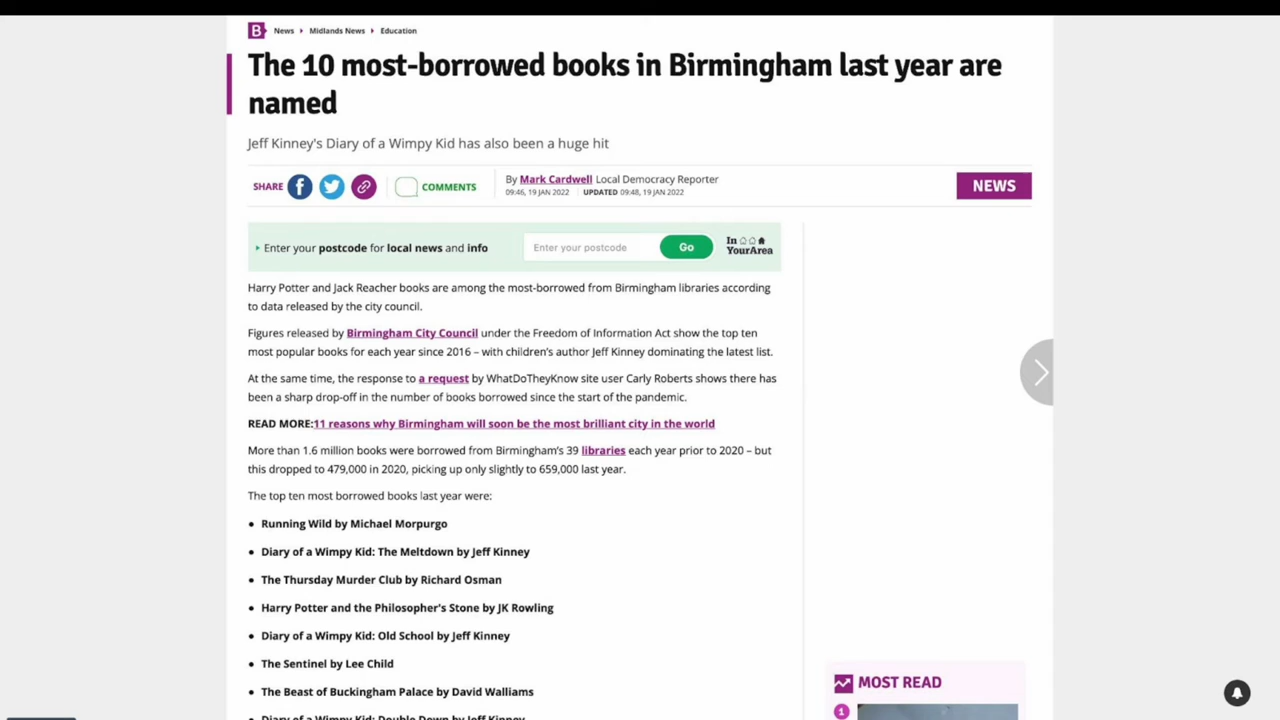 B News Midlands News Education
The 10 most-borrowed books in Birmingham last year are
named
Jeff Kinney's Diary of a Wimpy Kid has also been a huge hit
SHARE f COMMENTS
By Mark Cardwell Local Democracy Reporter
09:46, 19 JAN 2022 UPDATED 09:48, 19 JAN 2022
NEWS
Enter your postcode for local news and info Enter your postcode Go In YourArea
Harry Potter and Jack Reacher books are among the most-borrowed from Birmingham libraries according
to data released by the city council.
Figures released by Birmingham City Council under the Freedom of Information Act show the top ten
most popular books for each year since 2016 – with children's author Jeff Kinney dominating the latest list.
At the same time, the response to a request by WhatDoTheyKnow site user Carly Roberts shows there has
been a sharp drop-off in the number of books borrowed since the start of the pandemic.
READ MORE:11 reasons why Birmingham will soon be the most brilliant city in the world
More than 1.6 million books were borrowed from Birmingham's 39 libraries each year prior to 2020 – but
this dropped to 479,000 in 2020, picking up only slightly to 659,000 last year.
The top ten most borrowed books last year were:
• Running Wild by Michael Morpurgo
• Diary of a Wimpy Kid: The Meltdown by Jeff Kinney
• The Thursday Murder Club by Richard Osman
• Harry Potter and the Philosopher's Stone by JK Rowling
• Diary of a Wimpy Kid: Old School by Jeff Kinney
• The Sentinel by Lee Child
• The Beast of Buckingham Palace by David Walliams
• Diary of a Wimpy Kid: Double Down by Jeff Kinney
MOST READ
1